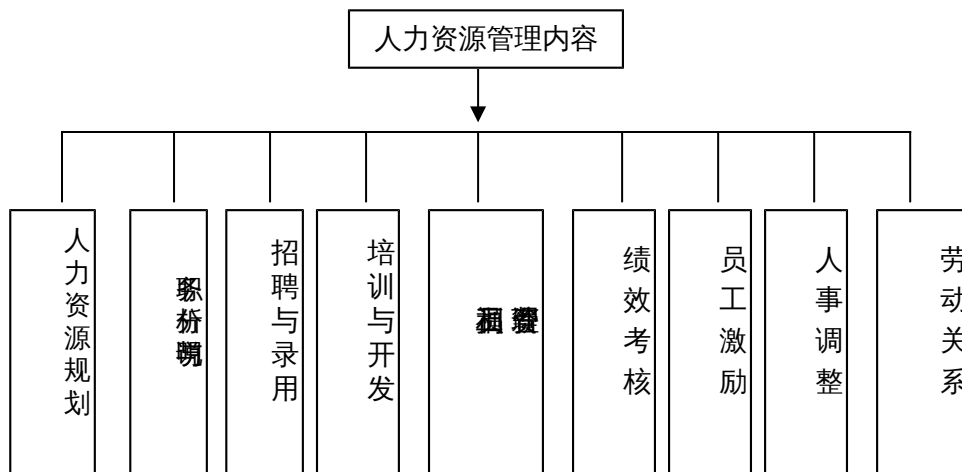 人力资源管理内容
人力资源规划
招聘与录用
培训与开发
绩效考核
员工激励
人事调整
劳动关系